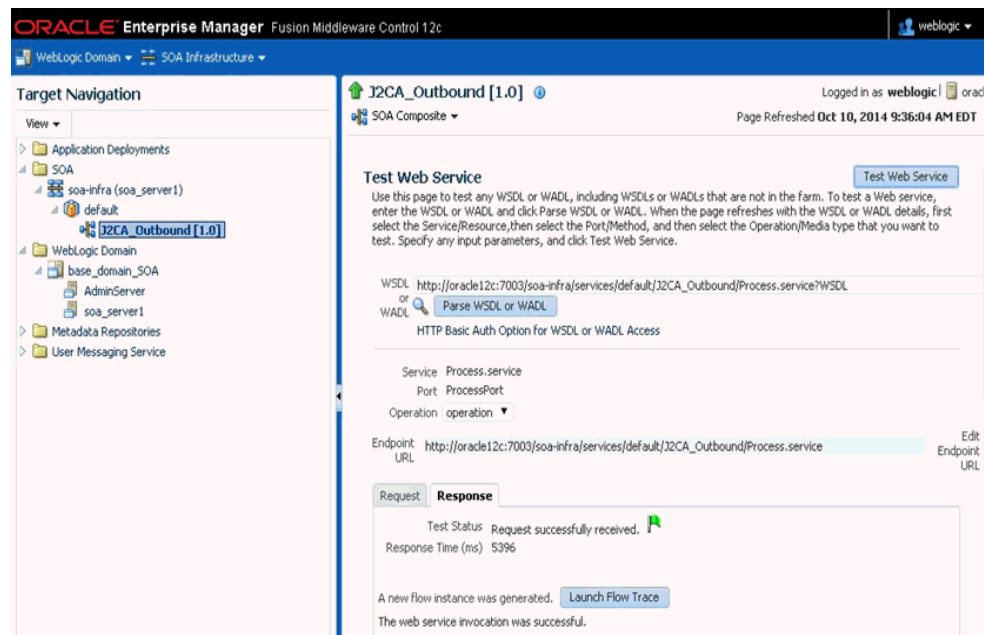 ORACLE Enterprise Manager Fusion Middleware Control 12c
weblogic
WebLogic Domain SOA Infrastructure
Target Navigation
View
Application Deployments
SOA
soa-infra (soa_server1)
default
J2CA_Outbound [1.0]
WebLogic Domain
base_domain_SOA
AdminServer
soa_server1
Metadata Repositories
User Messaging Service
J2CA_Outbound [1.0]
Logged in as weblogic| orac
SOA Composite
Page Refreshed Oct 10, 2014 9:36:04 AM EDT
Test Web Service
Test Web Service
Use this page to test any WSDL or WADL, including WSDLs or WADLs that are not in the farm. To test a Web service,
enter the WSDL or WADL and click Parse WSDL or WADL. When the page refreshes with the WSDL or WADL details, first
select the Service/Resource,then select the Port/Method, and then select the Operation/Media type that you want to
test. Specify any input parameters, and click Test Web Service.
WSDL
or
WADL
http://oracle12c:7003/soa-infra/services/default/J2CA_Outbound/Process.service?WSDL
Parse WSDL or WADL
HTTP Basic Auth Option for WSDL or WADL Access
Service Process.service
Port ProcessPort
Operation operation
Endpoint
URL
http://oracle12c:7003/soa-infra/services/default/J2CA_Outbound/Process.service
Edit
Endpoint
URL
Request Response
Test Status Request successfully received.
Response Time (ms) 5396
A new flow instance was generated. Launch Flow Trace
The web service invocation was successful.